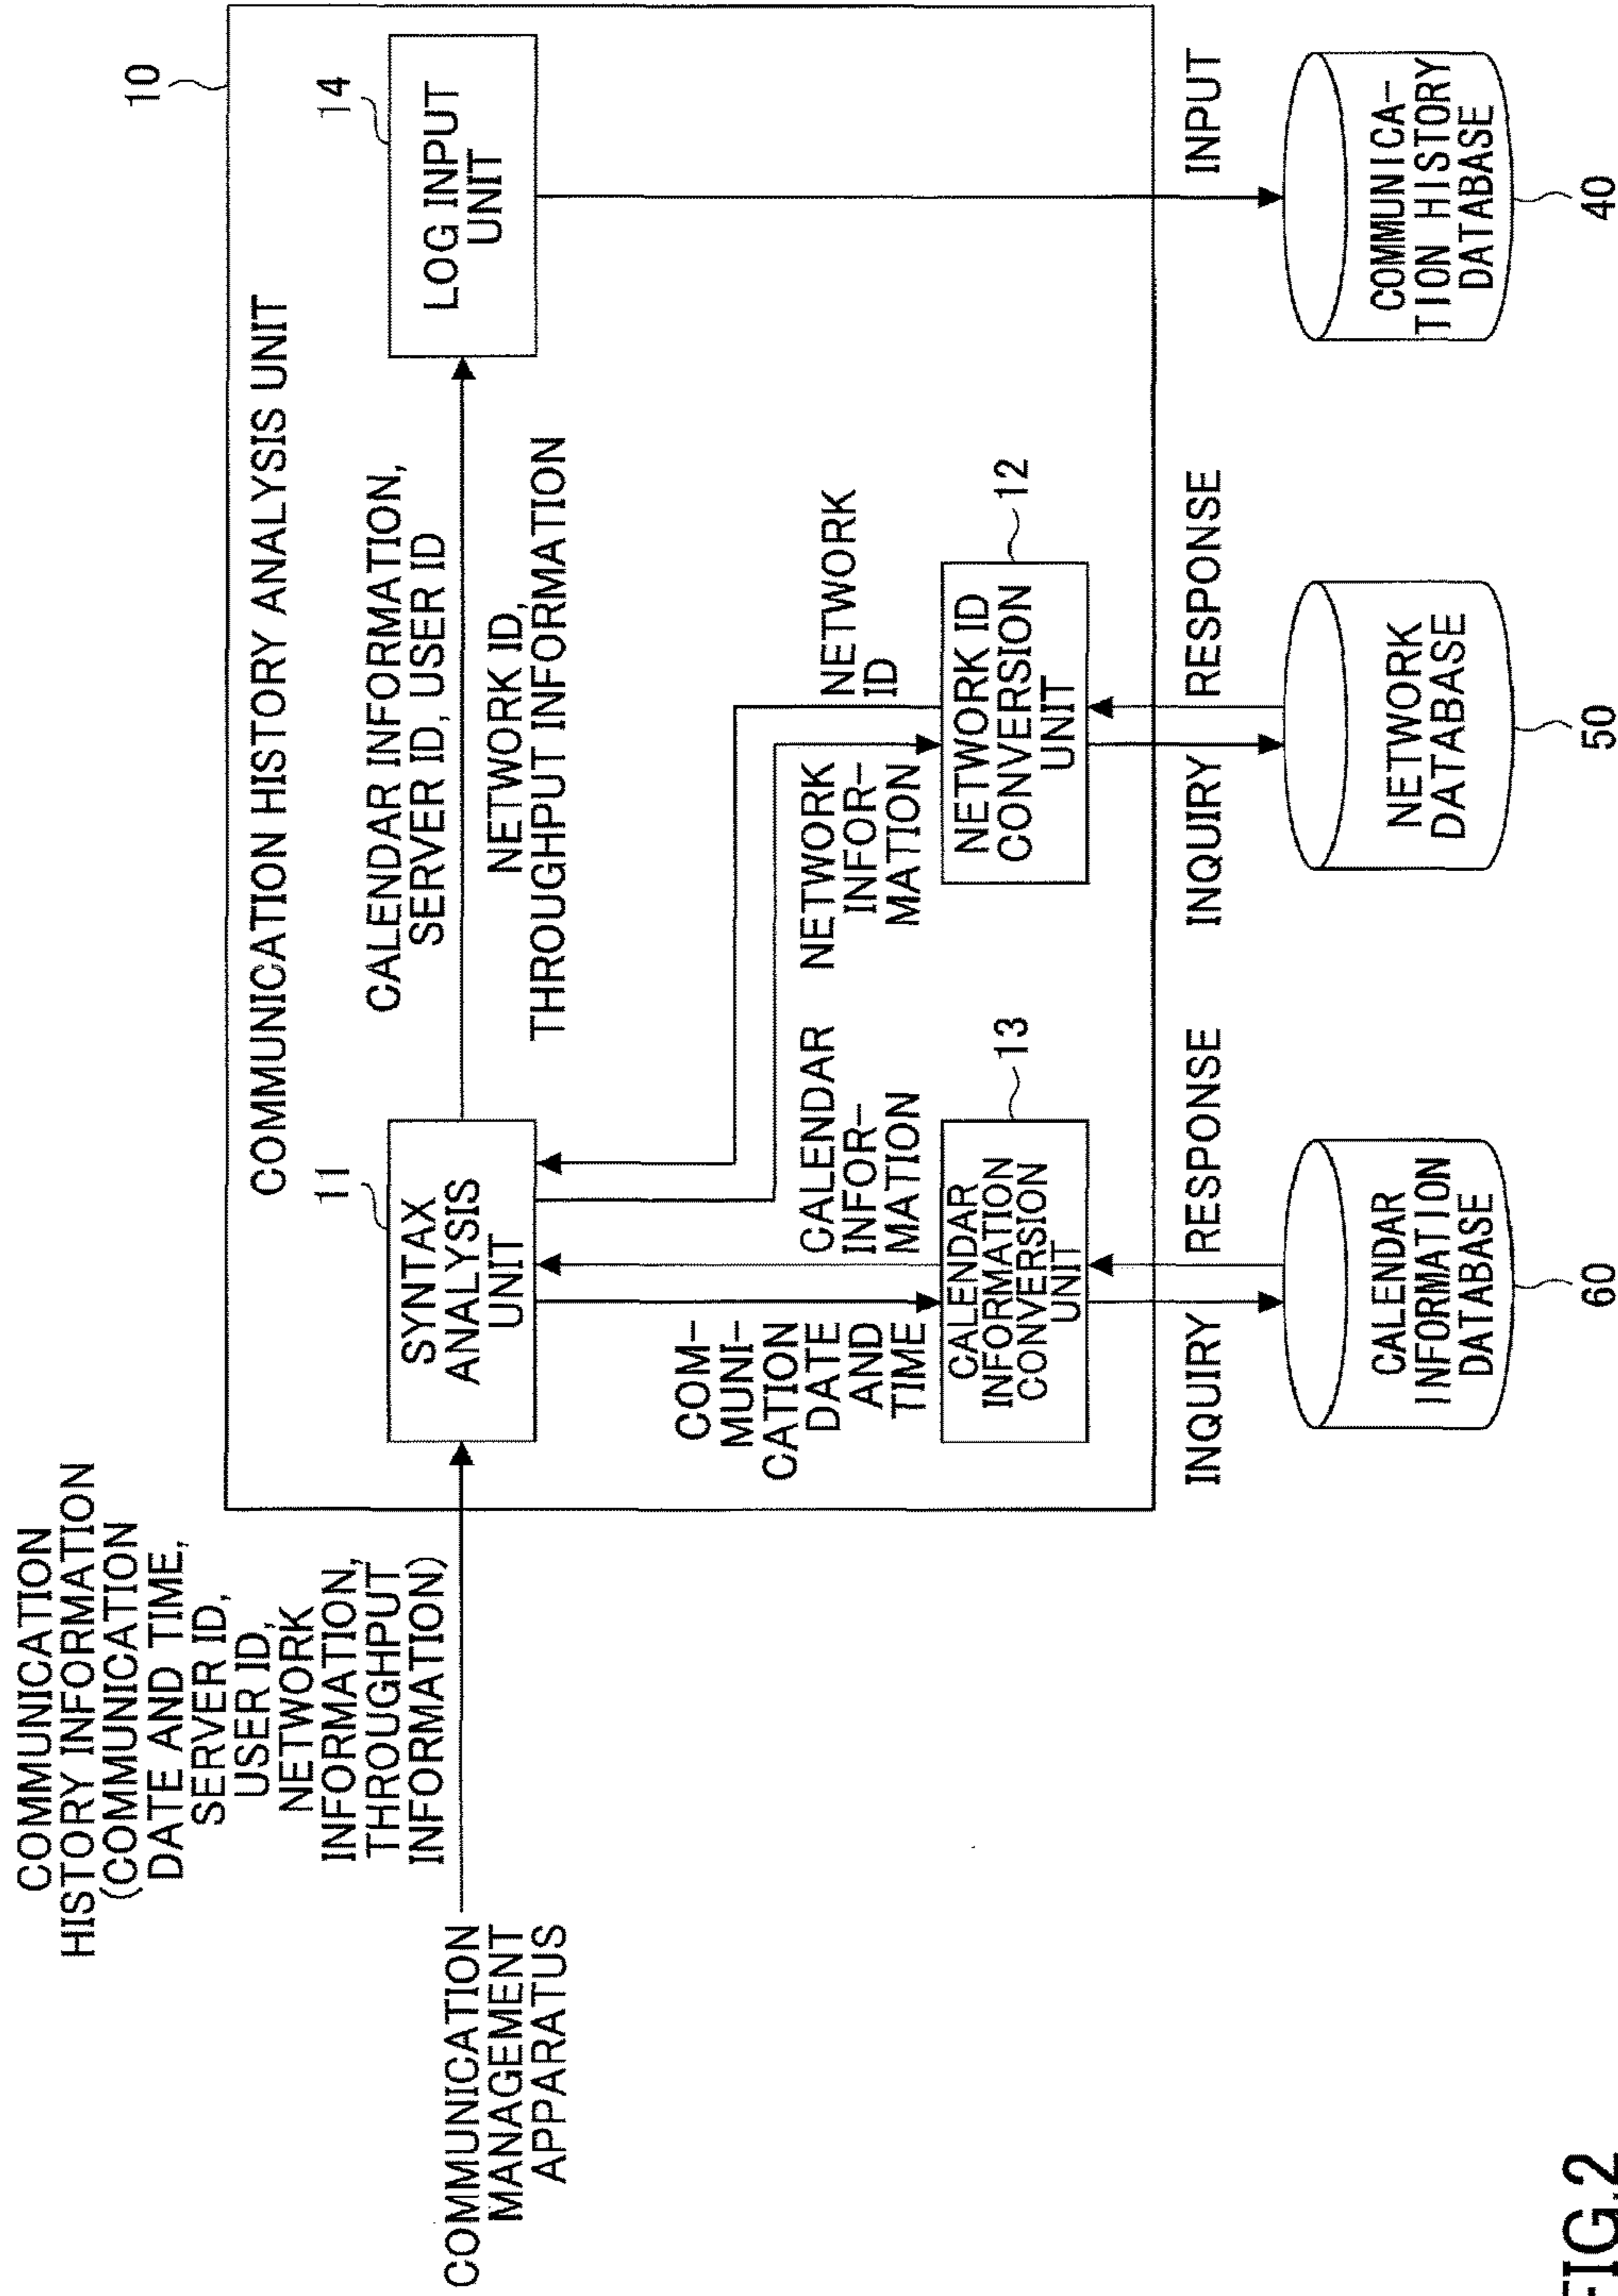 FIG.2
COMMUNICATION
HISTORY INFORMATION
(COMMUNICATION
DATE AND TIME,
SERVER ID,
USER ID,
NETWORK
INFORMATION,
THROUGHPUT
INFORMATION)
COMMUNICATION
MANAGEMENT
APPARATUS
10
COMMUNICATION HISTORY ANALYSIS UNIT
11
SYNTAX
ANALYSIS
UNIT
CALENDAR INFORMATION,
SERVER ID, USER ID
NETWORK ID,
THROUGHPUT INFORMATION
14
LOG INPUT
UNIT
COM-
MUNI-
CATION
DATE
AND
TIME
CALENDAR
INFOR-
MATION
NETWORK
INFOR-
MATION
NETWORK
ID
13
CALENDAR
INFORMATION
CONVERSION
UNIT
12
NETWORK ID
CONVERSION
UNIT
INQUIRY
RESPONSE
INQUIRY
RESPONSE
INPUT
CALENDAR
INFORMATION
DATABASE
60
NETWORK
DATABASE
50
COMMUNICA-
TION HISTORY
DATABASE
40